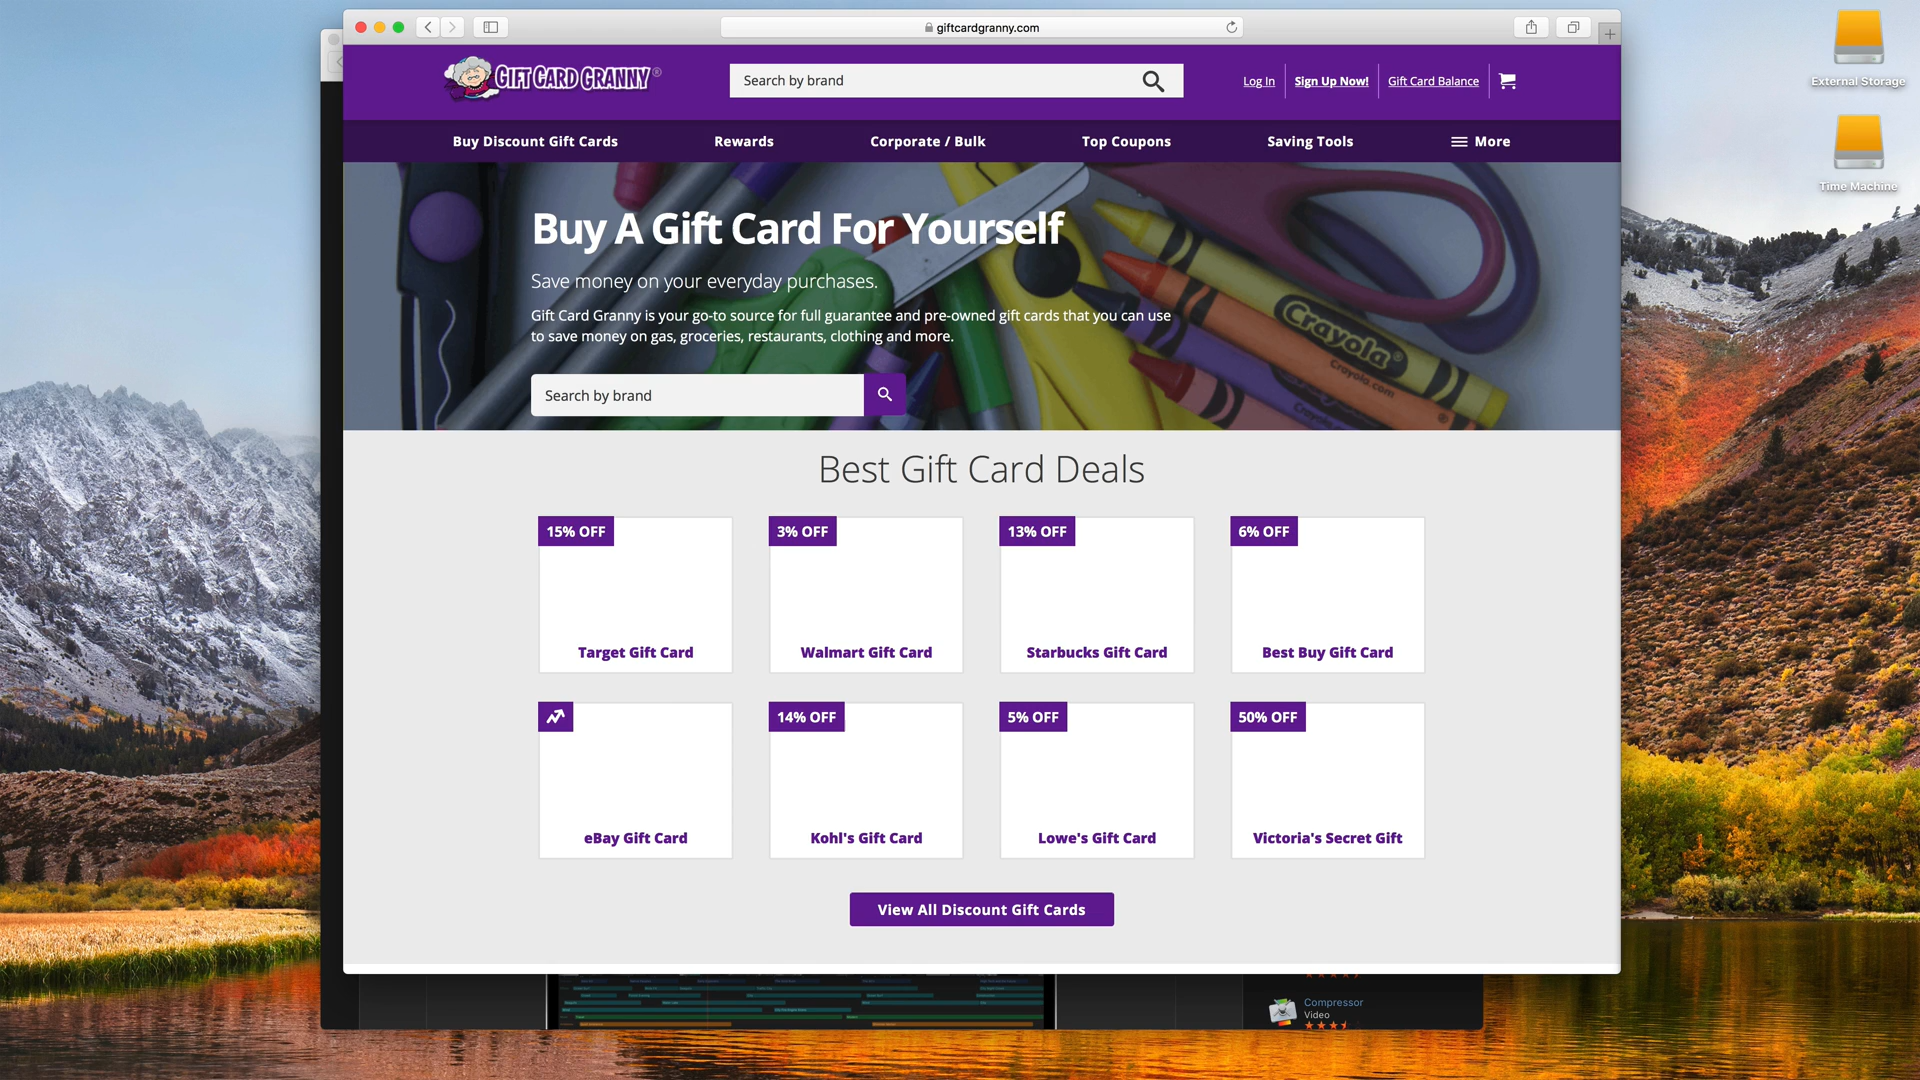 giftcardgranny.com
External Storage
Time Machine
GIFT CARD GRANNY®
Search by brand
Log In
Sign Up Now!
Gift Card Balance
Buy Discount Gift Cards
Rewards
Corporate / Bulk
Top Coupons
Saving Tools
More
Buy A Gift Card For Yourself
Save money on your everyday purchases.
Gift Card Granny is your go-to source for full guarantee and pre-owned gift cards that you can use
to save money on gas, groceries, restaurants, clothing and more.
Search by brand
Crayola®
Crayola.com
Best Gift Card Deals
15% OFF
Target Gift Card
3% OFF
Walmart Gift Card
13% OFF
Starbucks Gift Card
6% OFF
Best Buy Gift Card
eBay Gift Card
14% OFF
Kohl's Gift Card
5% OFF
Lowe's Gift Card
50% OFF
Victoria's Secret Gift
View All Discount Gift Cards
Compressor
Video